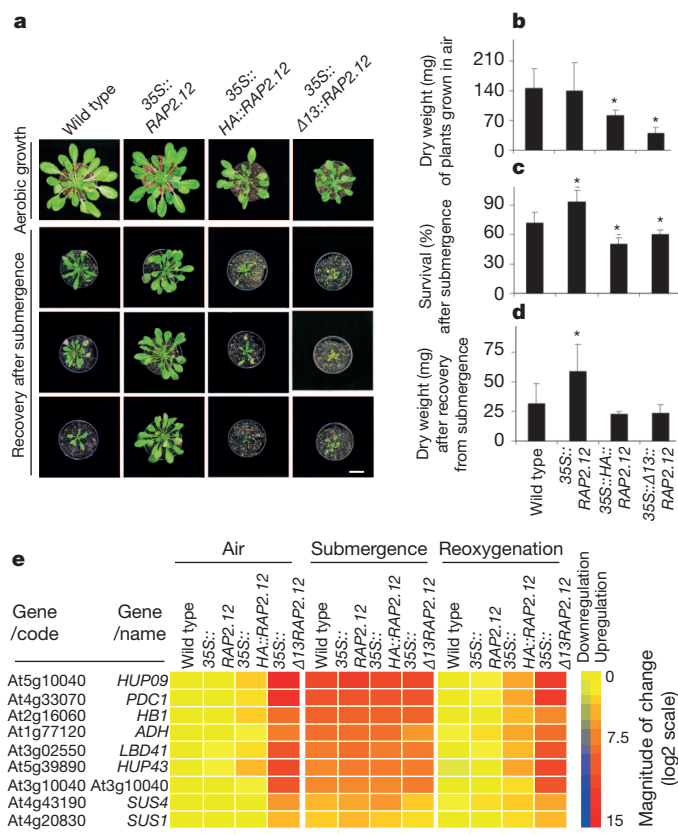 a
Wild type
35S::
RAP2.12
35S::
HA::RAP2.12
35S::
Δ13::RAP2.12
Aerobic growth
Recovery after submergence
b
Dry weight (mg)
of plants grown in air
210
140
70
0
*
*
c
Survival (%)
after submergence
90
60
30
0
*
*
*
d
Dry weight (mg)
after recovery
from submergence
75
50
25
0
*
Wild type
35S::
RAP2.12
35S::HA::
RAP2.12
35S::Δ13::
RAP2.12
e
Air
Submergence
Reoxygenation
Gene
/code
Gene
/name
Wild type
35S::
RAP2.12
35S::
HA::RAP2.12
35S::
Δ13RAP2.12
Wild type
35S::
RAP2.12
35S::
HA::RAP2.12
35S::
Δ13RAP2.12
Wild type
35S::
RAP2.12
35S::
HA::RAP2.12
35S::
Δ13RAP2.12
Downregulation
Upregulation
At5g10040 HUP09
At4g33070 PDC1
At2g16060 HB1
At1g77120 ADH
At3g02550 LBD41
At5g39890 HUP43
At3g10040 At3g10040
At4g43190 SUS4
At4g20830 SUS1
0
7.5
15
Magnitude of change
(log2 scale)